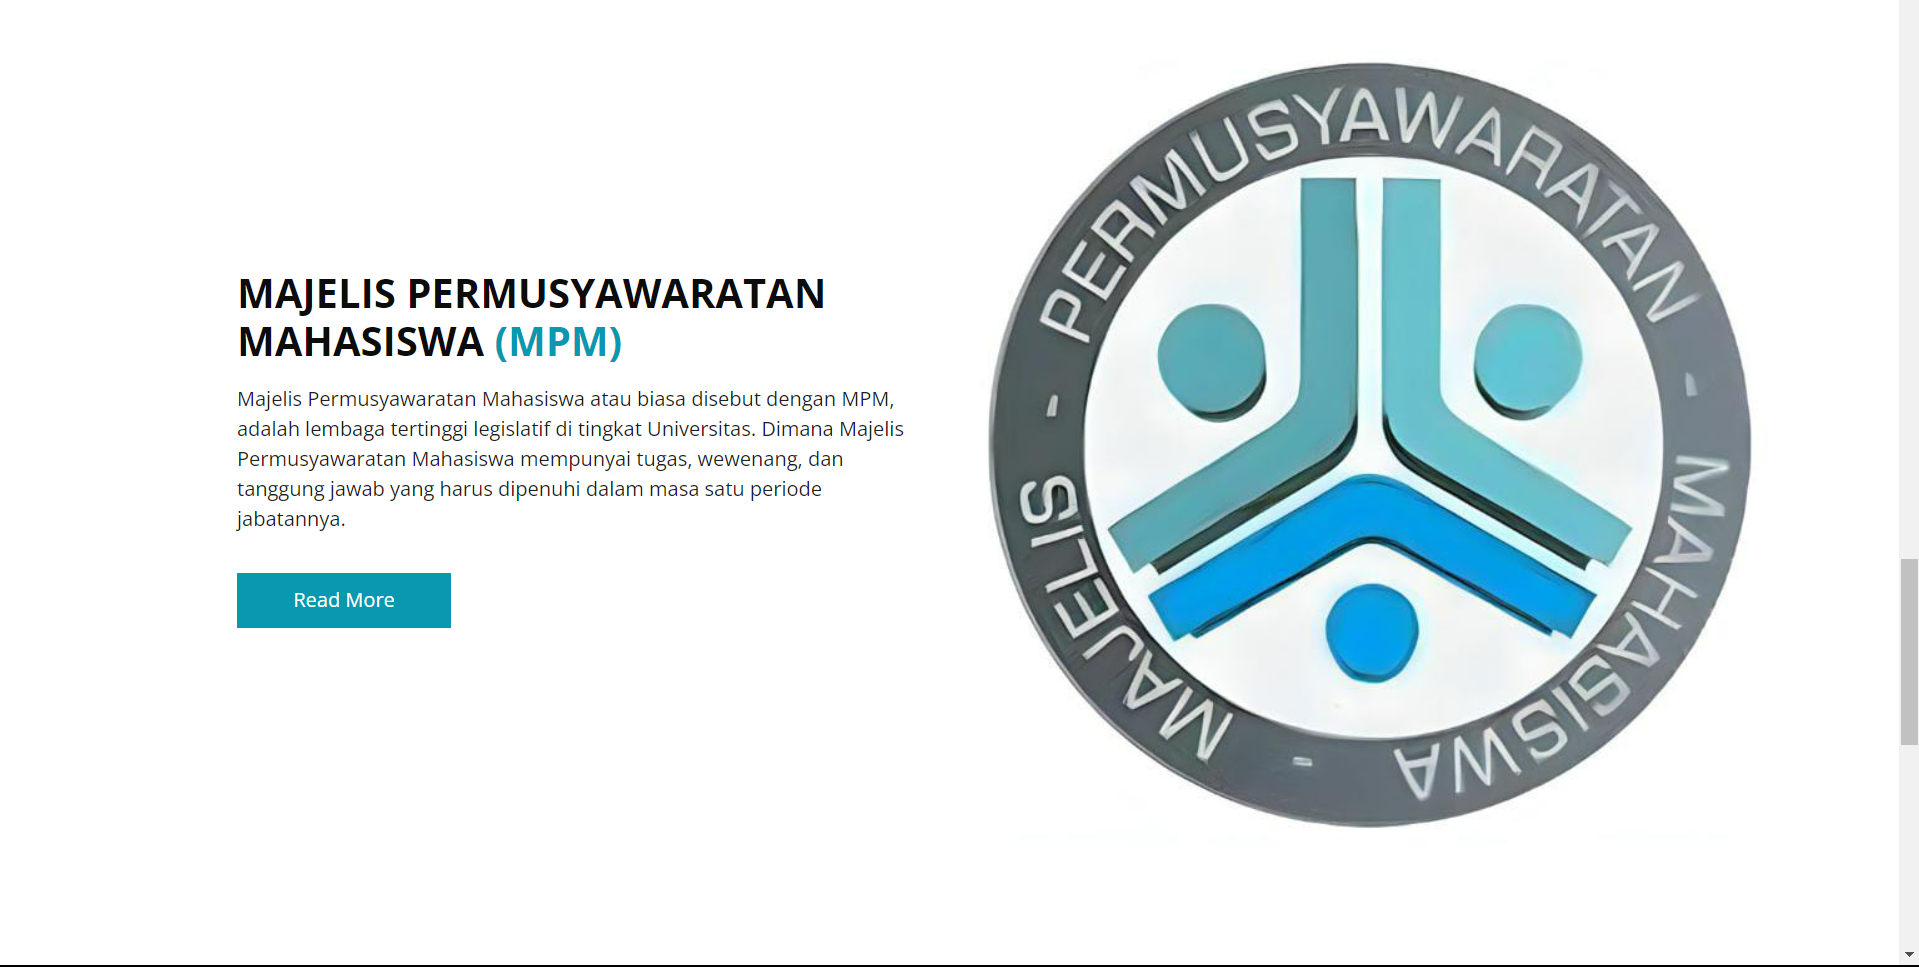 MAJELIS PERMUSYAWARATAN
MAHASISWA (MPM)
Majelis Permusyawaratan Mahasiswa atau biasa disebut dengan MPM,
adalah lembaga tertinggi legislatif di tingkat Universitas. Dimana Majelis
Permusyawaratan Mahasiswa mempunyai tugas, wewenang, dan
tanggung jawab yang harus dipenuhi dalam masa satu periode
jabatannya.
Read More
- MAJELIS - PERMUSYAWARATAN - MAHASISWA